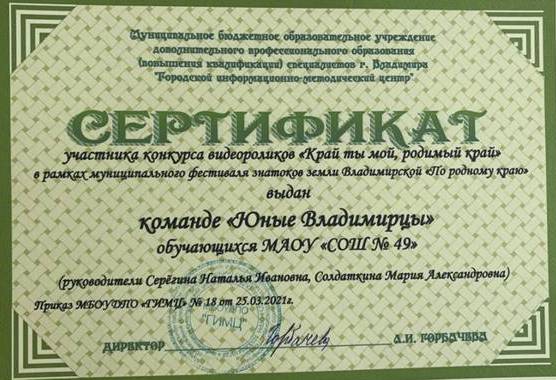 Муниципальное бюджетное образовательное учреждение
дополнительного профессионального образования
(повышения квалификации) специалистов г. Владимира
"Городской информационно-методический центр"
СЕРТИФИКАТ
участника конкурса видеороликов «Край ты мой, родимый край»
в рамках муниципального фестиваля знатоков земли Владимирской «По родному краю»
выдан
команде «Юные Владимирцы»
обучающихся МАОУ «СОШ № 49»
(руководители Серёгина Наталья Ивановна, Солдаткина Мария Александровна)
Приказ МБОУДПО «ГИМЦ» № 18 от 25.03.2021г.
"ГИМЦ"
ДИРЕКТОР Горбачева А.И. ГОРБАЧЕВА